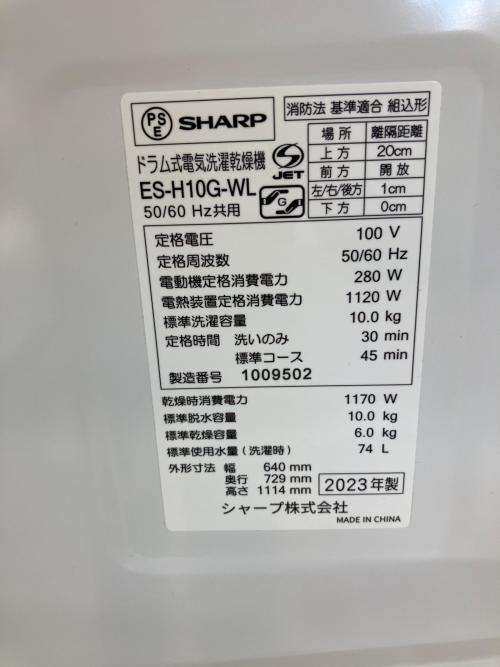 PS E SHARP
消防法 基準適合 組込形
場所 離隔距離
上方 20cm
前方 開放
左/右/後方 1cm
下方 0cm
ドラム式電気洗濯乾燥機
ES-H10G-WL
50/60 Hz共用
S JET
G
定格電圧 100 V
定格周波数 50/60 Hz
電動機定格消費電力 280 W
電熱装置定格消費電力 1120 W
標準洗濯容量 10.0 kg
定格時間 洗いのみ 30 min
標準コース 45 min
製造番号 1009502
乾燥時消費電力 1170 W
標準脱水容量 10.0 kg
標準乾燥容量 6.0 kg
標準使用水量(洗濯時) 74 L
外形寸法 幅 640 mm
奥行 729 mm
高さ 1114 mm
2023年製
シャープ株式会社
MADE IN CHINA